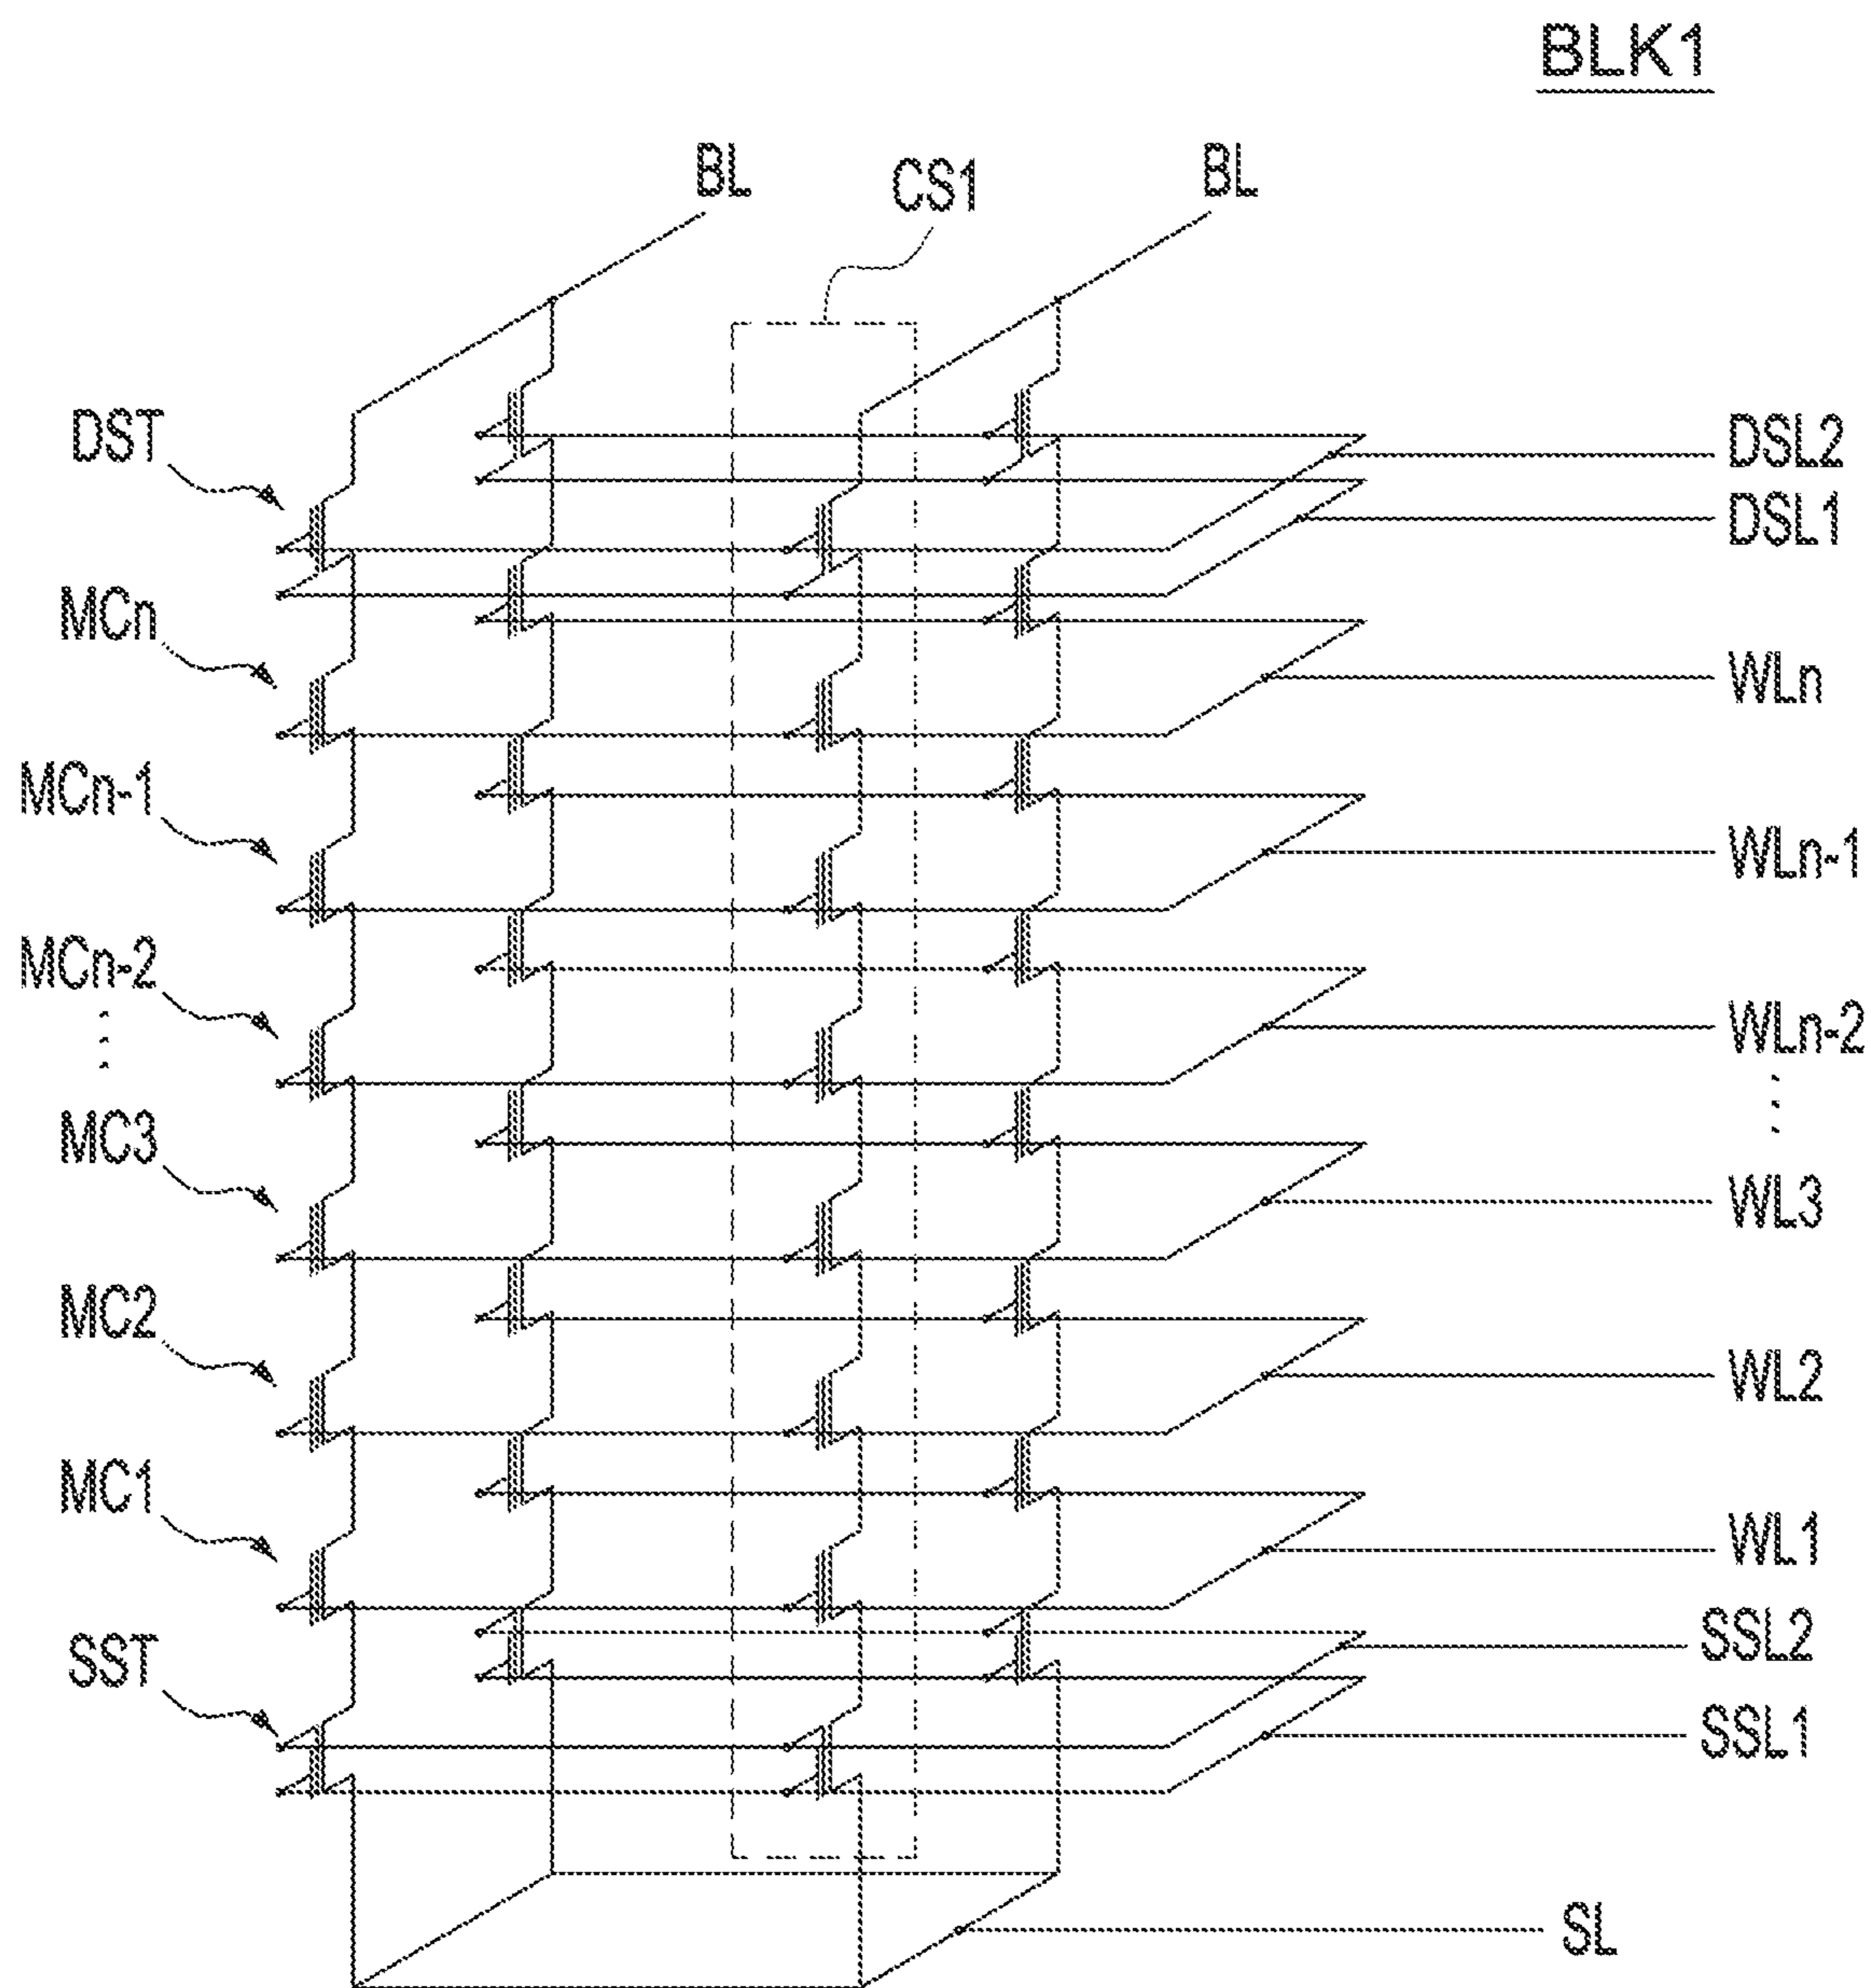 BLK1
BL
CS1
BL
DST
MCn
MCn-1
MCn-2
MC3
MC2
MC1
SST
DSL2
DSL1
WLn
WLn-1
WLn-2
WL3
WL2
WL1
SSL2
SSL1
SL